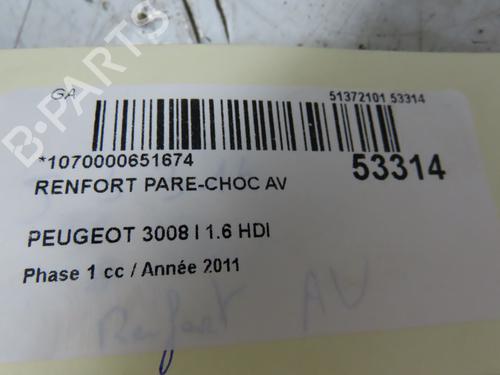 B-PARTS
GA
51372101 53314
*1070000651674
53314
RENFORT PARE-CHOC AV
PEUGEOT 3008 I 1.6 HDI
Phase 1 cc / Année 2011
Renfort AV